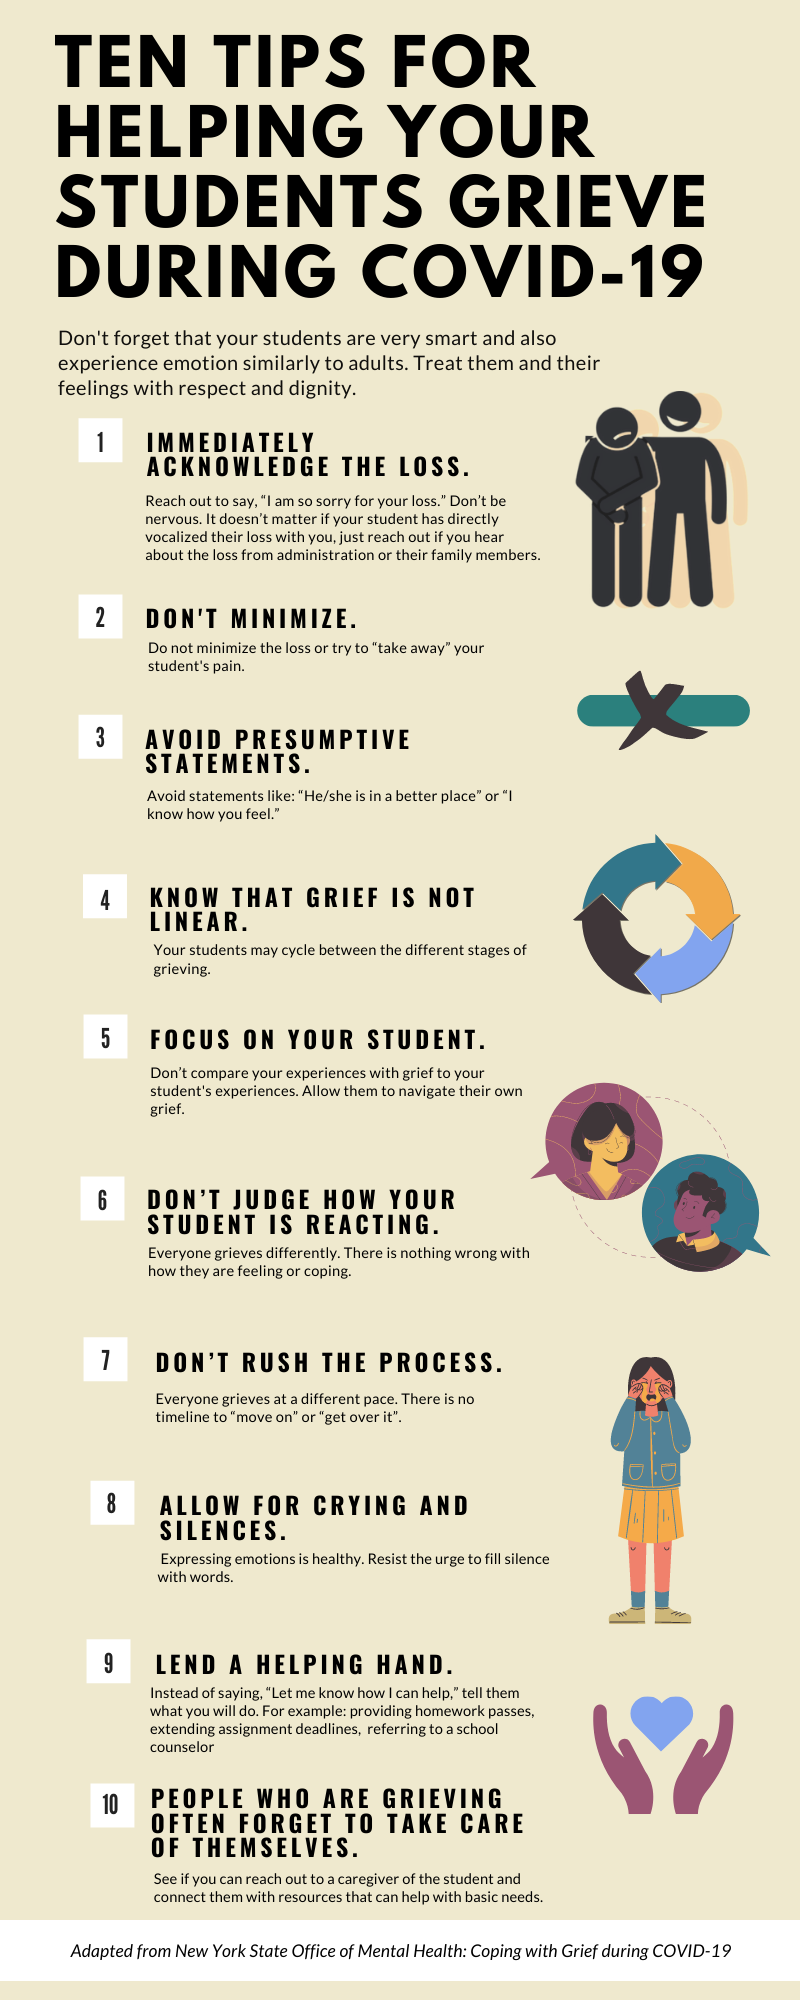 TEN TIPS FOR
HELPING YOUR
STUDENTS GRIEVE
DURING COVID-19
Don't forget that your students are very smart and also
experience emotion similarly to adults. Treat them and their
feelings with respect and dignity.
1
IMMEDIATELY
ACKNOWLEDGE THE LOSS.
Reach out to say, “I am so sorry for your loss.” Don’t be
nervous. It doesn’t matter if your student has directly
vocalized their loss with you, just reach out if you hear
about the loss from administration or their family members.
2
DON'T MINIMIZE.
Do not minimize the loss or try to “take away” your
student's pain.
3
AVOID PRESUMPTIVE
STATEMENTS.
Avoid statements like: “He/she is in a better place” or “I
know how you feel.”
4
KNOW THAT GRIEF IS NOT
LINEAR.
Your students may cycle between the different stages of
grieving.
5
FOCUS ON YOUR STUDENT.
Don’t compare your experiences with grief to your
student's experiences. Allow them to navigate their own
grief.
6
DON’T JUDGE HOW YOUR
STUDENT IS REACTING.
Everyone grieves differently. There is nothing wrong with
how they are feeling or coping.
7
DON’T RUSH THE PROCESS.
Everyone grieves at a different pace. There is no
timeline to “move on” or “get over it”.
8
ALLOW FOR CRYING AND
SILENCES.
Expressing emotions is healthy. Resist the urge to fill silence
with words.
9
LEND A HELPING HAND.
Instead of saying, “Let me know how I can help,” tell them
what you will do. For example: providing homework passes,
extending assignment deadlines, referring to a school
counselor
10
PEOPLE WHO ARE GRIEVING
OFTEN FORGET TO TAKE CARE
OF THEMSELVES.
See if you can reach out to a caregiver of the student and
connect them with resources that can help with basic needs.
Adapted from New York State Office of Mental Health: Coping with Grief during COVID-19